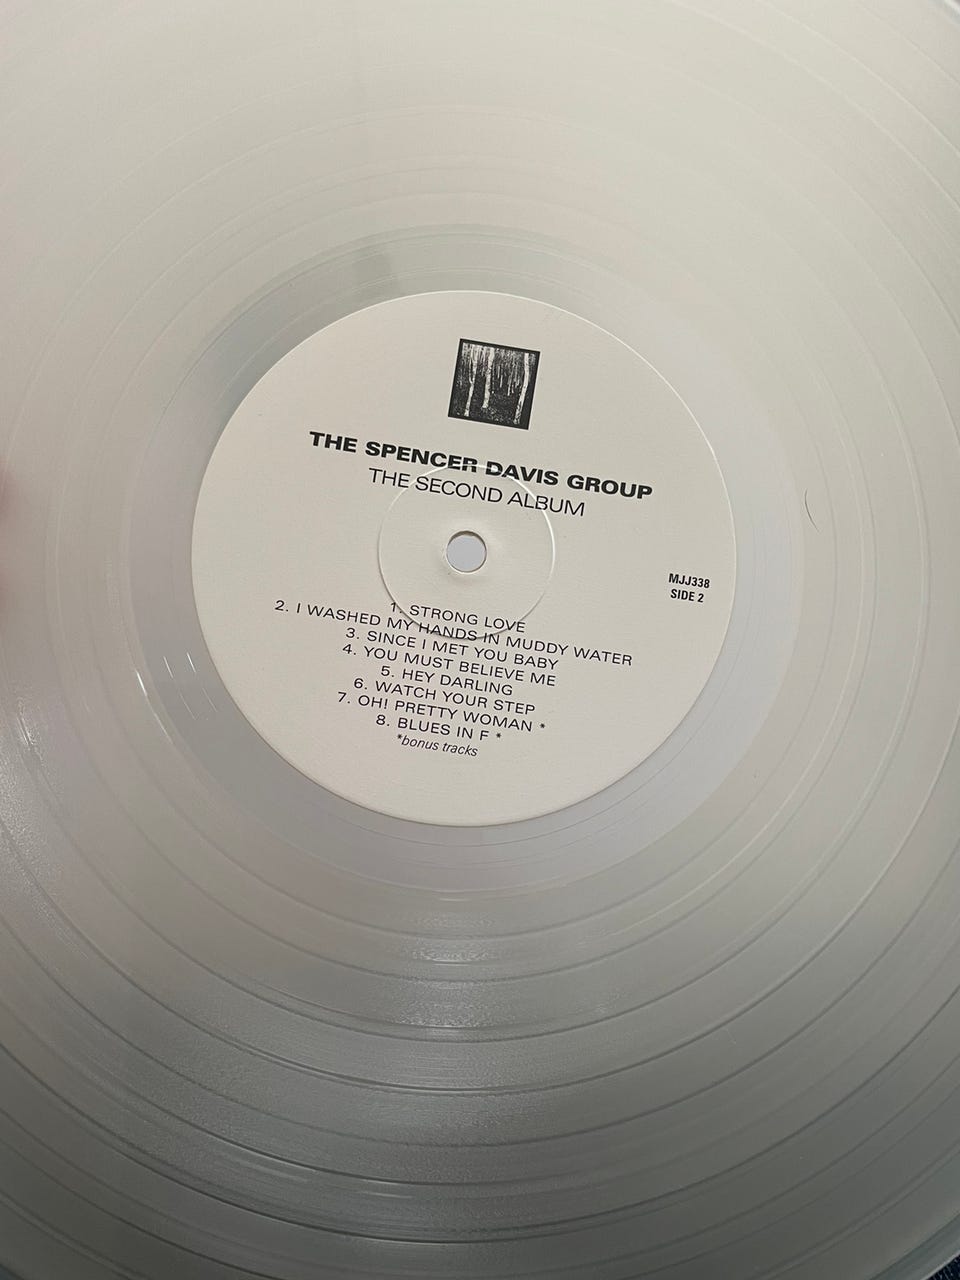 THE SPENCER DAVIS GROUP
THE SECOND ALBUM
MJJ338
SIDE 2
1. STRONG LOVE
2. I WASHED MY HANDS IN MUDDY WATER
3. SINCE I MET YOU BABY
4. YOU MUST BELIEVE ME
5. HEY DARLING
6. WATCH YOUR STEP
7. OH! PRETTY WOMAN *
8. BLUES IN F *
*bonus tracks